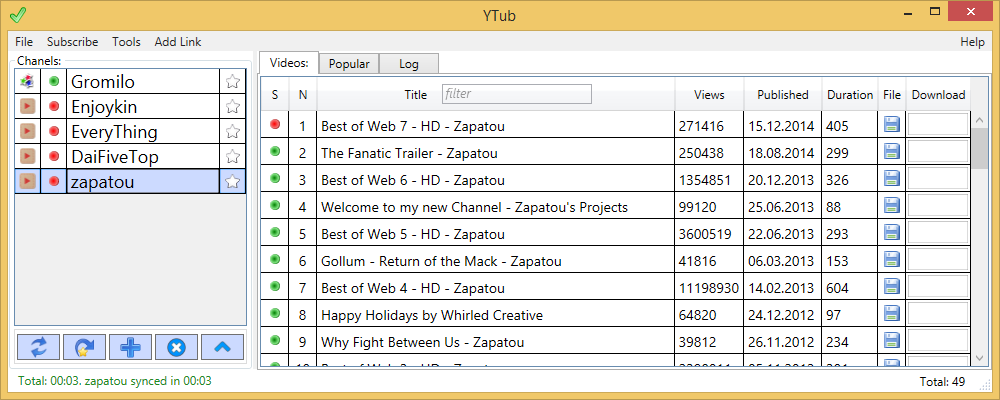 YTub
File Subscribe Tools Add Link Help
Chanels:
Gromilo
Enjoykin
EveryThing
DaiFiveTop
zapatou
Videos: Popular Log
S N Title filter Views Published Duration File Download
1 Best of Web 7 - HD - Zapatou 271416 15.12.2014 405
2 The Fanatic Trailer - Zapatou 250438 18.08.2014 299
3 Best of Web 6 - HD - Zapatou 1354851 20.12.2013 326
4 Welcome to my new Channel - Zapatou's Projects 99120 25.06.2013 88
5 Best of Web 5 - HD - Zapatou 3600519 22.06.2013 293
6 Gollum - Return of the Mack - Zapatou 41816 06.03.2013 153
7 Best of Web 4 - HD - Zapatou 11198930 14.02.2013 604
8 Happy Holidays by Whirled Creative 64820 24.12.2012 97
9 Why Fight Between Us - Zapatou 39812 26.11.2012 234
Total: 00:03. zapatou synced in 00:03
Total: 49